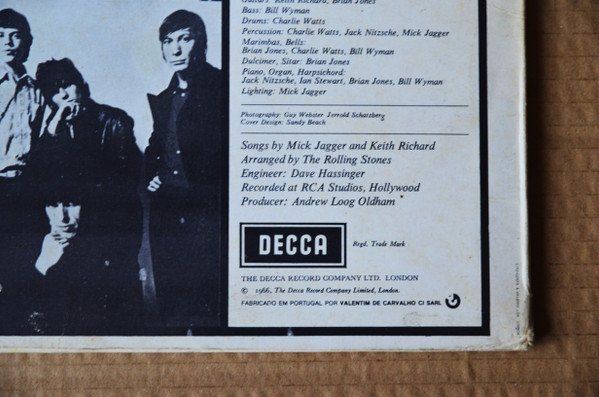 Guitars: Keith Richard, Brian Jones
Bass: Bill Wyman
Drums: Charlie Watts
Percussion: Charlie Watts, Jack Nitzsche, Mick Jagger
Marimbas, Bells:
Brian Jones, Charlie Watts, Bill Wyman
Dulcimer, Sitar: Brian Jones
Piano, Organ, Harpsichord:
Jack Nitzsche, Ian Stewart, Brian Jones, Bill Wyman
Lighting: Mick Jagger
Photography: Guy Webster Jerrold Schatzberg
Cover Design: Sandy Beach
Songs by Mick Jagger and Keith Richard
Arranged by The Rolling Stones
Engineer: Dave Hassinger
Recorded at RCA Studios, Hollywood
Producer: Andrew Loog Oldham
DECCA
Regd. Trade Mark
THE DECCA RECORD COMPANY LTD. LONDON
© 1966, The Decca Record Company Limited, London.
FABRICADO EM PORTUGAL POR VALENTIM DE CARVALHO CI SARL